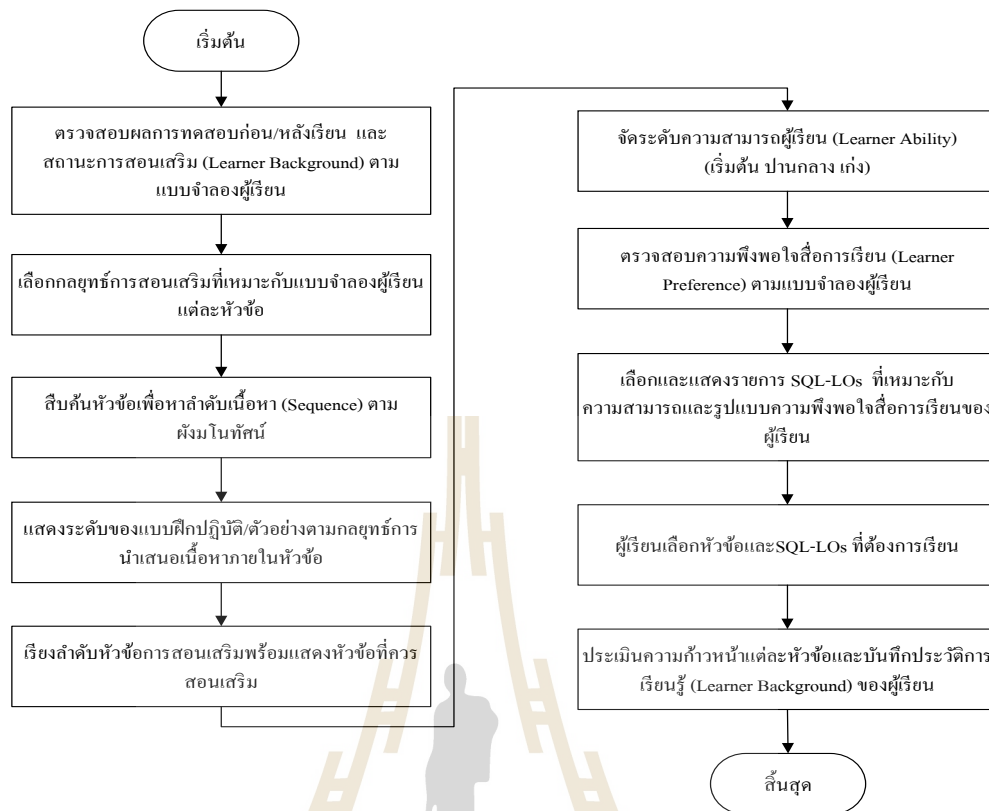 เริ่มต้น
ตรวจสอบผลการทดสอบก่อน/หลังเรียน และ
สถานะการสอนเสริม (Learner Background) ตาม
แบบจำลองผู้เรียน
เลือกกลยุทธ์การสอนเสริมที่เหมาะกับแบบจำลองผู้เรียน
แต่ละหัวข้อ
สืบค้นหัวข้อเพื่อหาลำดับเนื้อหา (Sequence) ตาม
ผังมโนทัศน์
แสดงระดับของแบบฝึกปฏิบัติ/ตัวอย่างตามกลยุทธ์การ
นำเสนอเนื้อหาภายในหัวข้อ
เรียงลำดับหัวข้อการสอนเสริมพร้อมแสดงหัวข้อที่ควร
สอนเสริม
จัดระดับความสามารถผู้เรียน (Learner Ability)
(เริ่มต้น ปานกลาง เก่ง)
ตรวจสอบความพึงพอใจสื่อการเรียน (Learner
Preference) ตามแบบจำลองผู้เรียน
เลือกและแสดงรายการ SQL-LOs ที่เหมาะกับ
ความสามารถและรูปแบบความพึงพอใจสื่อการเรียนของ
ผู้เรียน
ผู้เรียนเลือกหัวข้อและSQL-LOs ที่ต้องการเรียน
ประเมินความก้าวหน้าแต่ละหัวข้อและบันทึกประวัติการ
เรียนรู้ (Learner Background) ของผู้เรียน
สิ้นสุด